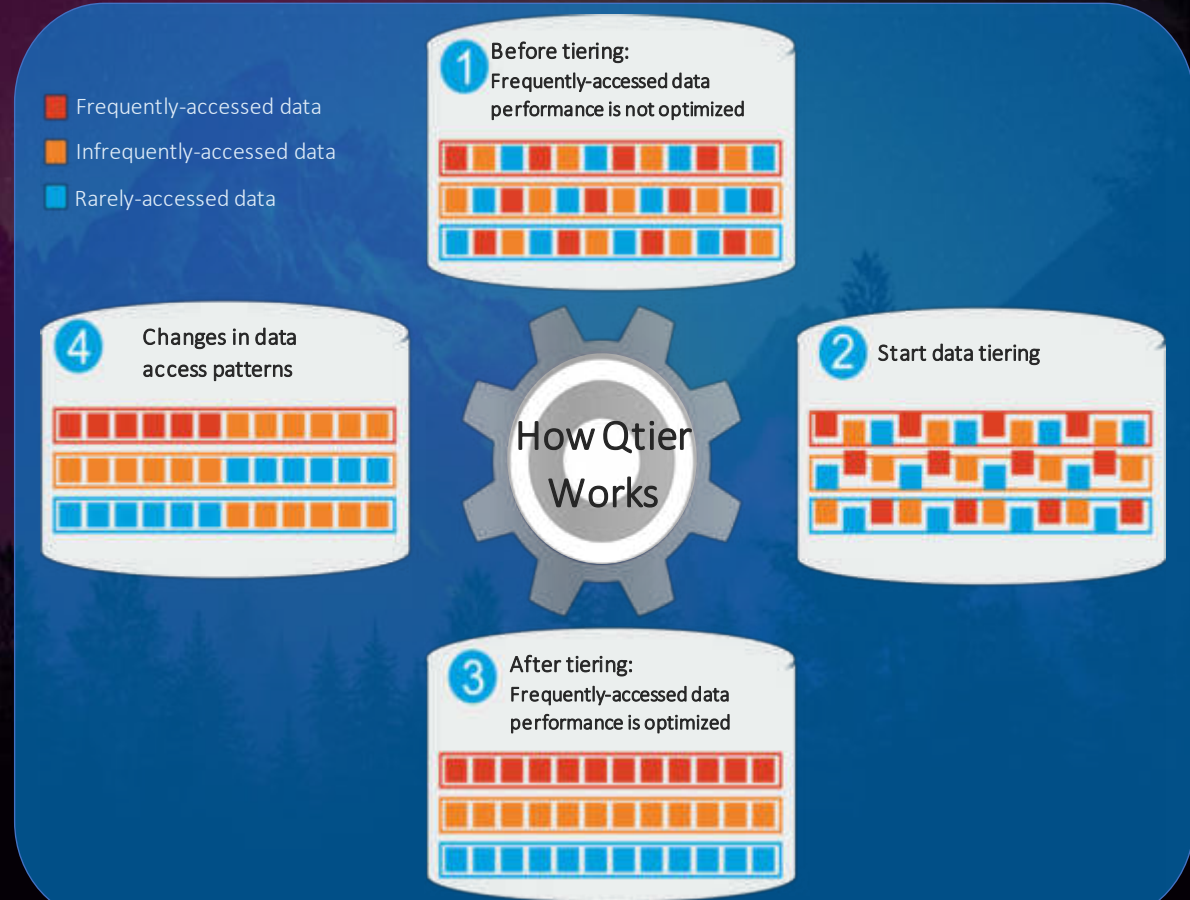 1
Before tiering:
Frequently-accessed data
performance is not optimized
Frequently-accessed data
Infrequently-accessed data
Rarely-accessed data
4
Changes in data
access patterns
2
Start data tiering
How Qtier
Works
3
After tiering:
Frequently-accessed data
performance is optimized